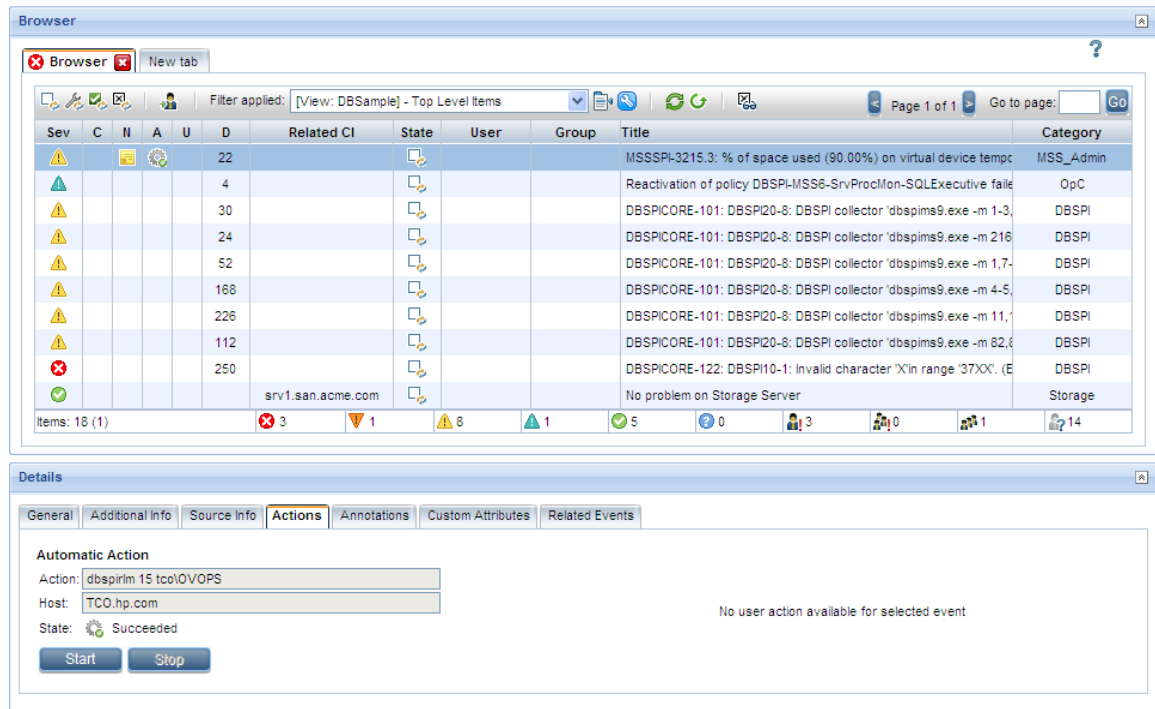 Browser
Browser New tab ?
Filter applied: [View: DBSample] - Top Level Items Page 1 of 1 Go to page: Go
Sev C N A U D Related CI State User Group Title Category
22 MSSSPI-3215.3: % of space used (90.00%) on virtual device tempd MSS_Admin
4 Reactivation of policy DBSPI-MSS6-SrvProcMon-SQLExecutive faile OpC
30 DBSPICORE-101: DBSPI20-8: DBSPI collector 'dbspims9.exe -m 1-3, DBSPI
24 DBSPICORE-101: DBSPI20-8: DBSPI collector 'dbspims9.exe -m 216 DBSPI
52 DBSPICORE-101: DBSPI20-8: DBSPI collector 'dbspims9.exe -m 1,7- DBSPI
168 DBSPICORE-101: DBSPI20-8: DBSPI collector 'dbspims9.exe -m 4-5, DBSPI
226 DBSPICORE-101: DBSPI20-8: DBSPI collector 'dbspims9.exe -m 11,1 DBSPI
112 DBSPICORE-101: DBSPI20-8: DBSPI collector 'dbspims9.exe -m 82,8 DBSPI
250 DBSPICORE-122: DBSPI10-1: Invalid character 'X'in range '37XX'. (E DBSPI
srv1.san.acme.com No problem on Storage Server Storage
Items: 18 (1) 3 1 8 1 5 ? 0 3 0 1 ? 14
Details
General Additional Info Source Info Actions Annotations Custom Attributes Related Events
Automatic Action
Action: dbspirlm 15 tco\OVOPS
Host: TCO.hp.com
No user action available for selected event
State: Succeeded
Start Stop